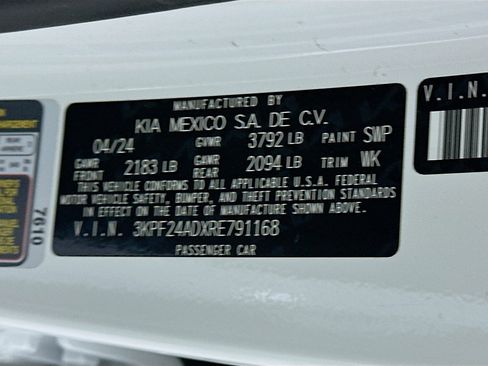 MANUFACTURED BY
KIA MEXICO S.A. DE C.V.
04/24 GVWR 3792 LB PAINT SWP
GAWR FRONT 2183 LB GAWR REAR 2094 LB TRIM WK
THIS VEHICLE CONFORMS TO ALL APPLICABLE U.S.A. FEDERAL
MOTOR VEHICLE SAFETY, BUMPER, AND THEFT PREVENTION STANDARDS
IN EFFECT ON THE DATE OF MANUFACTURE SHOWN ABOVE.
V.I.N. 3KPF24ADXRE791168
PASSENGER CAR
V.I.N.
7610